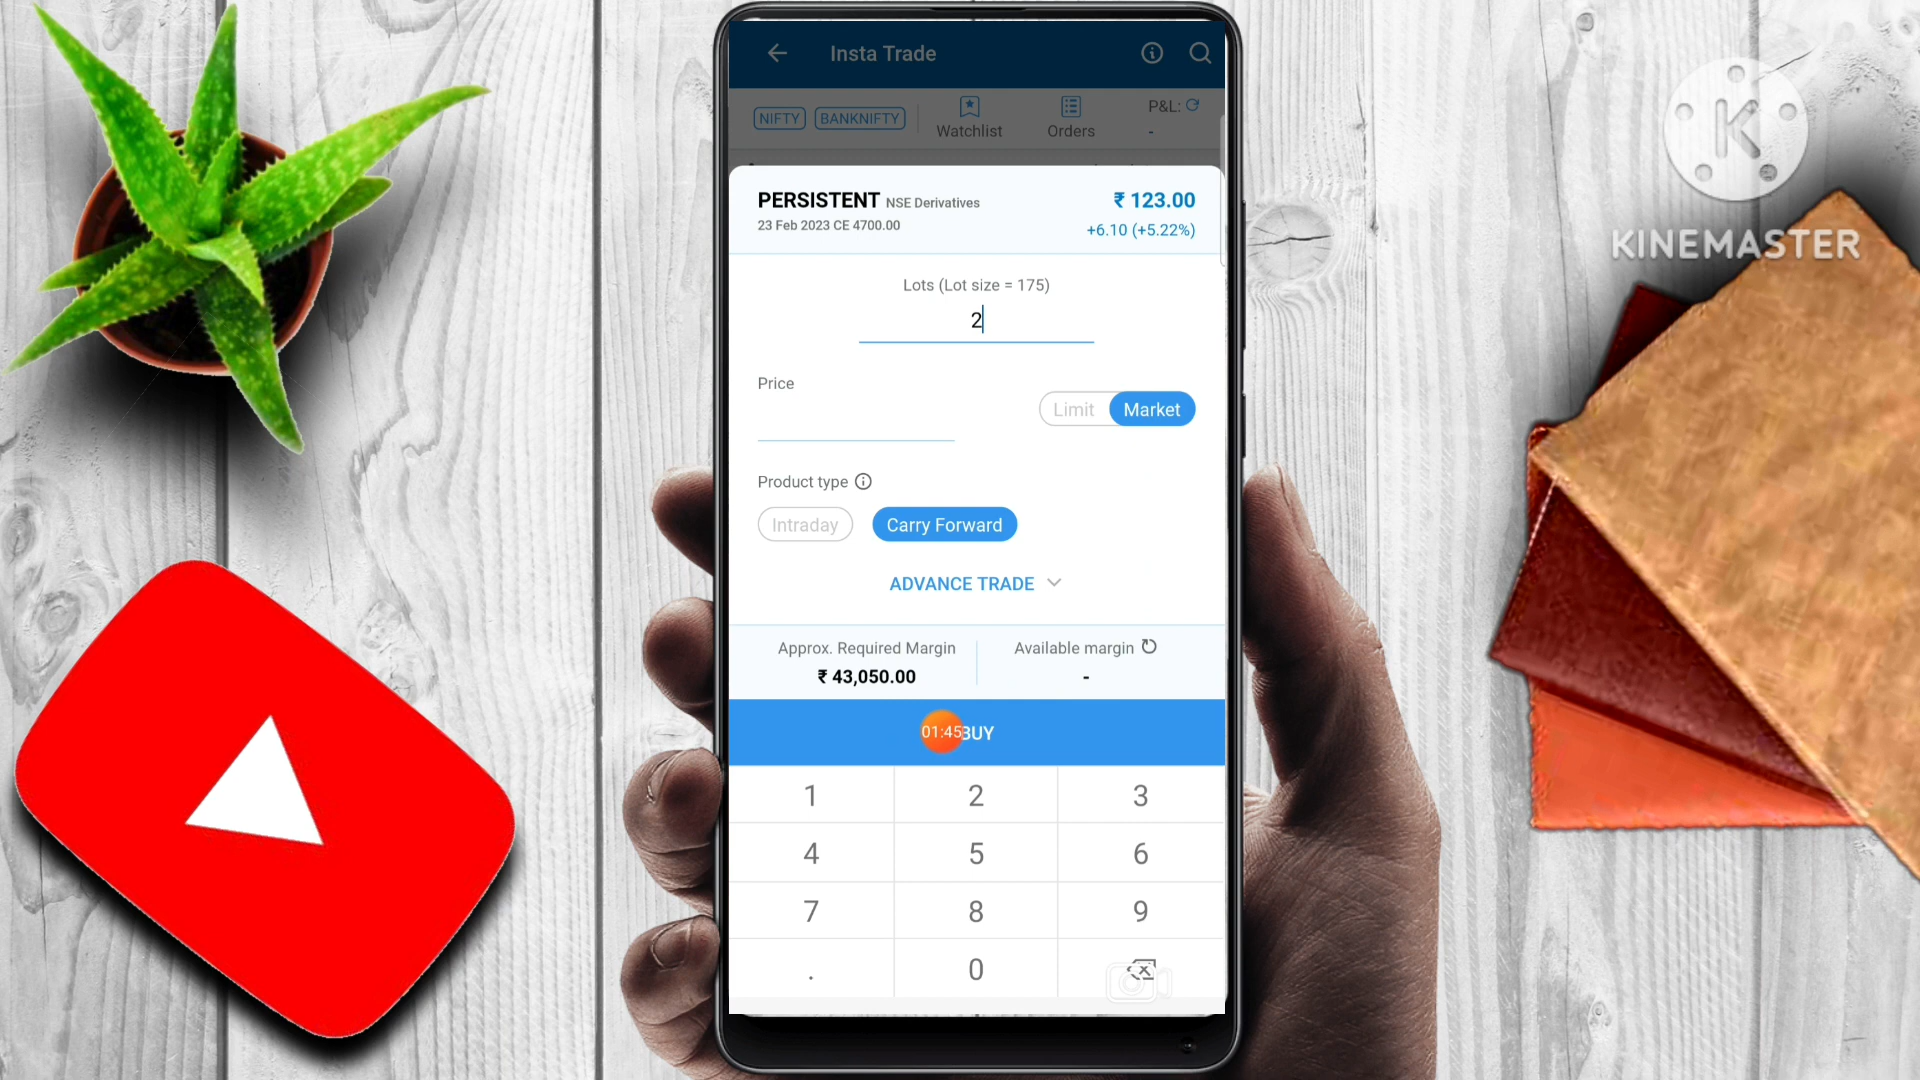 Insta Trade
NIFTY BANKNIFTY
Watchlist
Orders
P&L:
-
PERSISTENT NSE Derivatives
23 Feb 2023 CE 4700.00
₹ 123.00
+6.10 (+5.22%)
Lots (Lot size = 175)
2
Price
Limit Market
Product type
Intraday Carry Forward
ADVANCE TRADE
Approx. Required Margin
₹ 43,050.00
Available margin
-
01:45 BUY
1 2 3
4 5 6
7 8 9
. 0
K
KINEMASTER